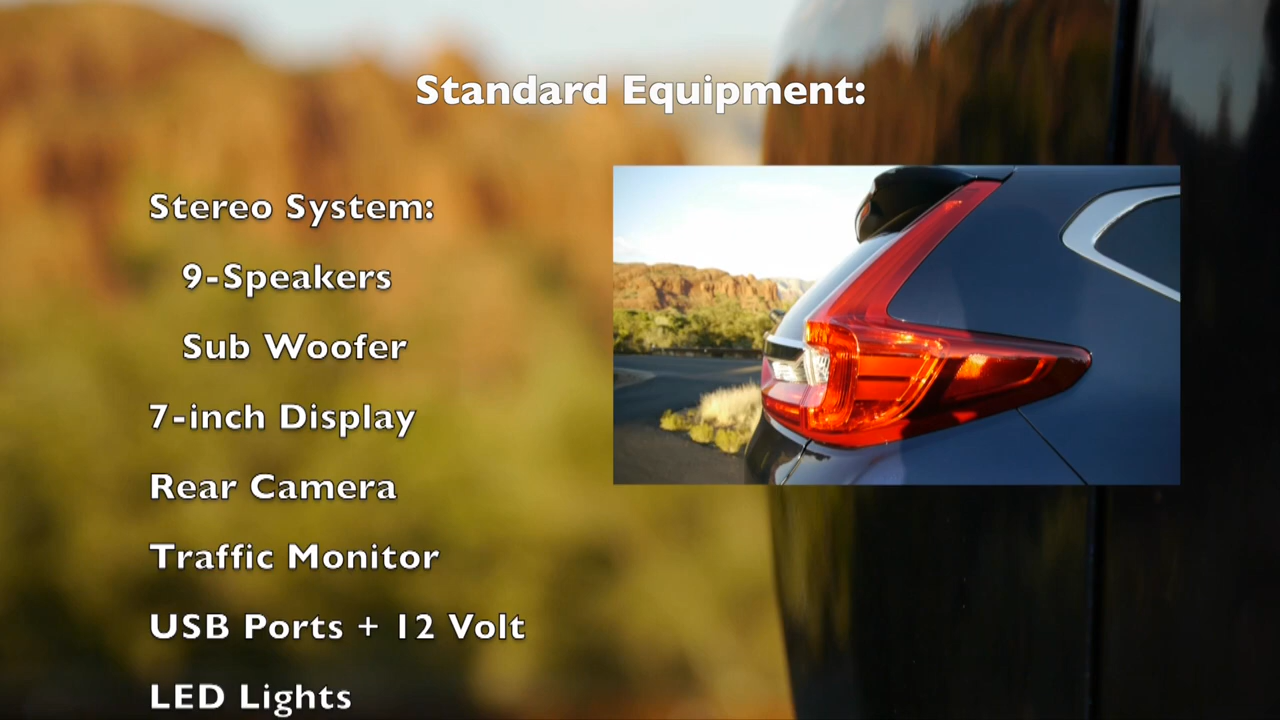 Standard Equipment:
Stereo System:
9-Speakers
Sub Woofer
7-inch Display
Rear Camera
Traffic Monitor
USB Ports + 12 Volt
LED Lights